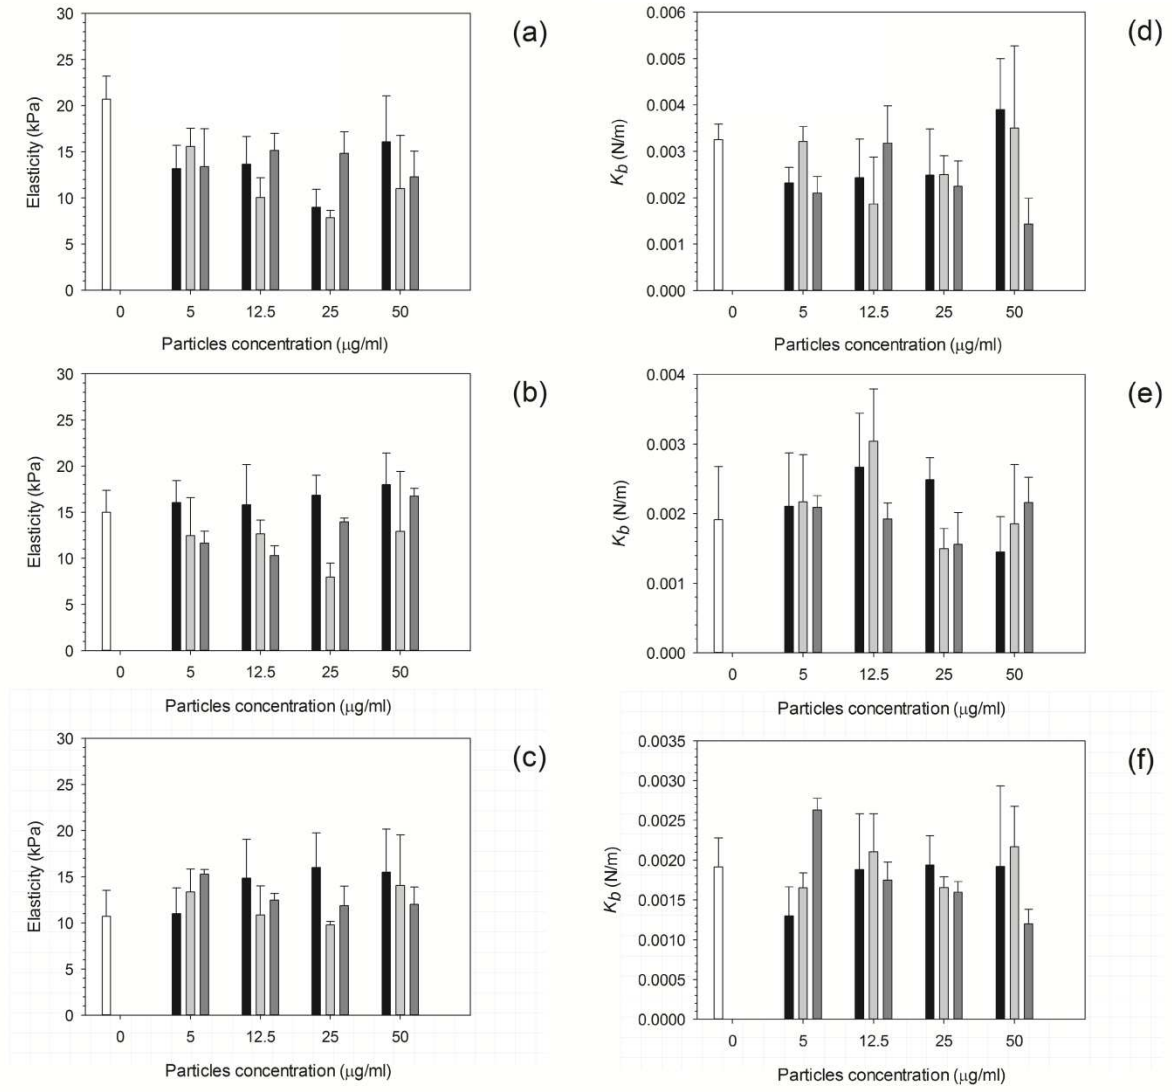 30
25
20
15
10
5
0
Elasticity (kPa)
0 5 12.5 25 50
Particles concentration (μg/ml)
(a)
0.006
0.005
0.004
0.003
0.002
0.001
0.000
Kb (N/m)
0 5 12.5 25 50
Particles concentration (μg/ml)
(d)
30
25
20
15
10
5
0
Elasticity (kPa)
0 5 12.5 25 50
Particles concentration (μg/ml)
(b)
0.004
0.003
0.002
0.001
0.000
Kb (N/m)
0 5 12.5 25 50
Particles concentration (μg/ml)
(e)
30
25
20
15
10
5
0
Elasticity (kPa)
0 5 12.5 25 50
Particles concentration (μg/ml)
(c)
0.0035
0.0030
0.0025
0.0020
0.0015
0.0010
0.0005
0.0000
Kb (N/m)
0 5 12.5 25 50
Particles concentration (μg/ml)
(f)